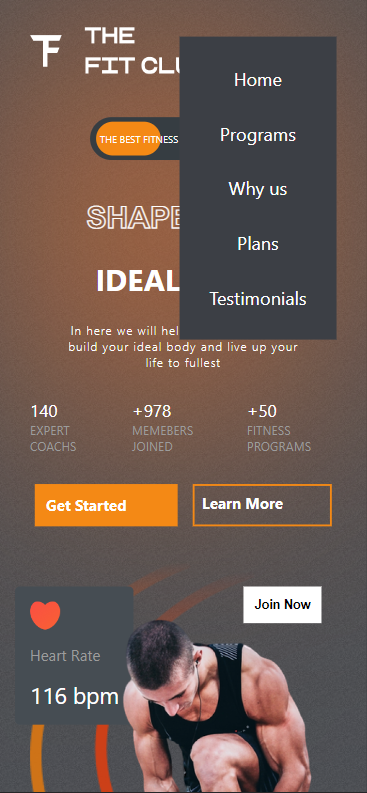 THE
FIT CLU
Home
Programs
Why us
Plans
Testimonials
THE BEST FITNESS
SHAPE
IDEAL
In here we will hel
build your ideal body and live up your
life to fullest
140
EXPERT
COACHS
+978
MEMEBERS
JOINED
+50
FITNESS
PROGRAMS
Get Started
Learn More
Join Now
Heart Rate
116 bpm